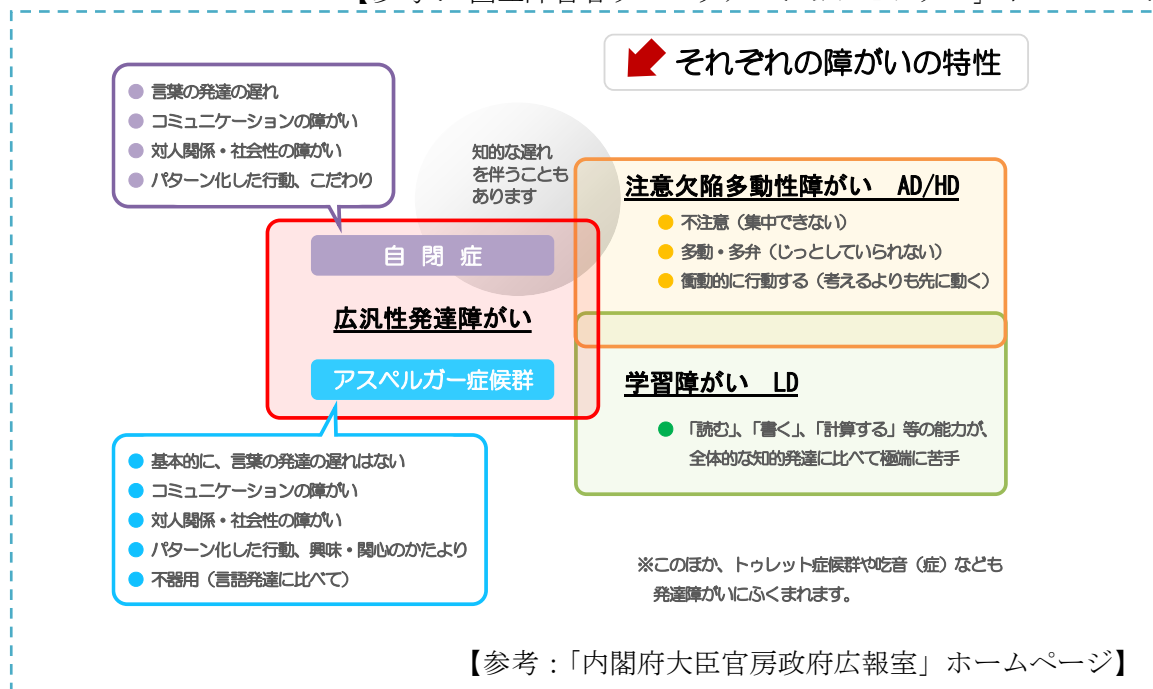 それぞれの障がいの特性
● 言葉の発達の遅れ
● コミュニケーションの障がい
● 対人関係・社会性の障がい
● パターン化した行動、こだわり
知的な遅れ
を伴うことも
あります
自 閉 症
広汎性発達障がい
アスペルガー症候群
● 基本的に、言葉の発達の遅れはない
● コミュニケーションの障がい
● 対人関係・社会性の障がい
● パターン化した行動、興味・関心のかたより
● 不器用（言語発達に比べて）
注意欠陥多動性障がい　AD/HD
● 不注意（集中できない）
● 多動・多弁（じっとしていられない）
● 衝動的に行動する（考えるよりも先に動く）
学習障がい　LD
● 「読む」、「書く」、「計算する」等の能力が、
全体的な知的発達に比べて極端に苦手
※このほか、トゥレット症候群や吃音（症）なども
発達障がいにふくまれます。
【参考：「内閣府大臣官房政府広報室」ホームページ】